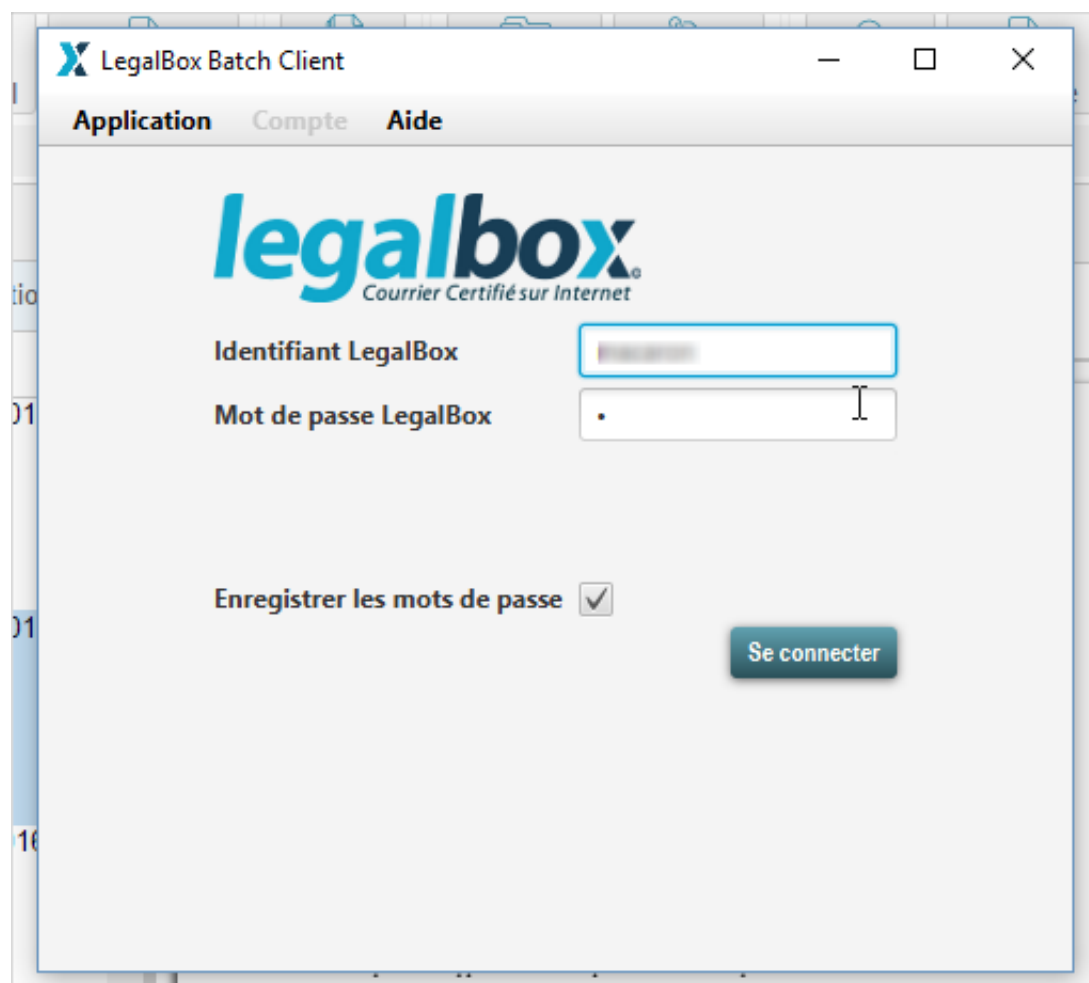 LegalBox Batch Client
Application Compte Aide
legalbox
Courrier Certifié sur Internet
Identifiant LegalBox
Mot de passe LegalBox
Enregistrer les mots de passe
Se connecter